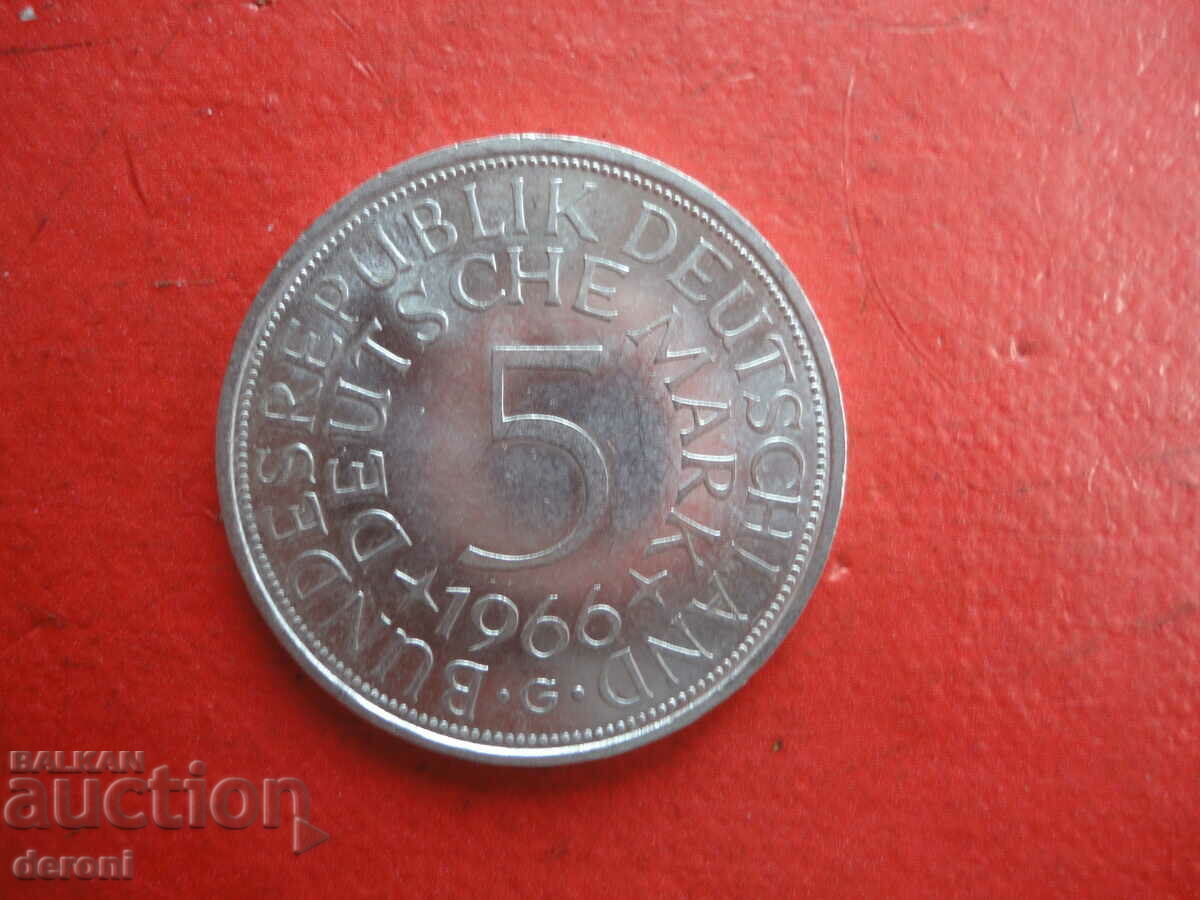 BUNDESREPUBLIK DEUTSCHLAND
DEUTSCHE MARK
5
1966
G
BALKAN
auction
deroni